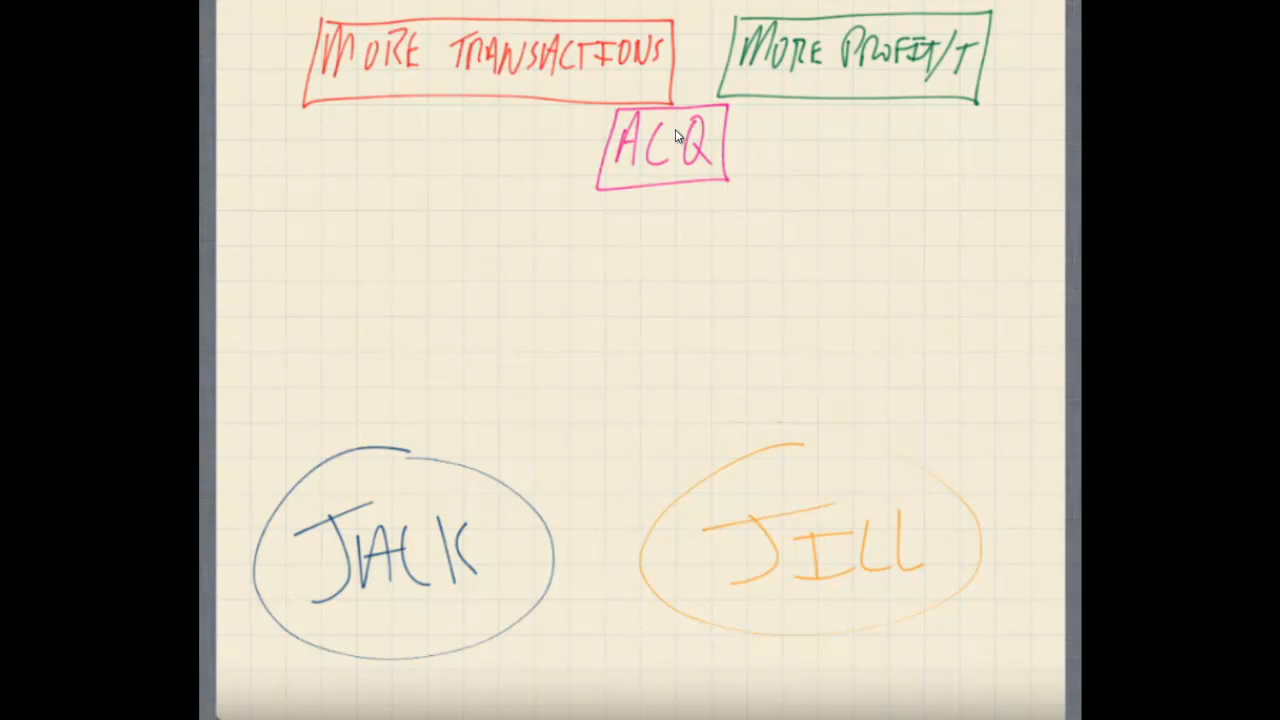 MORE TRANSACTIONS
MORE PROFIT/T
ACQ
JACK
JILL